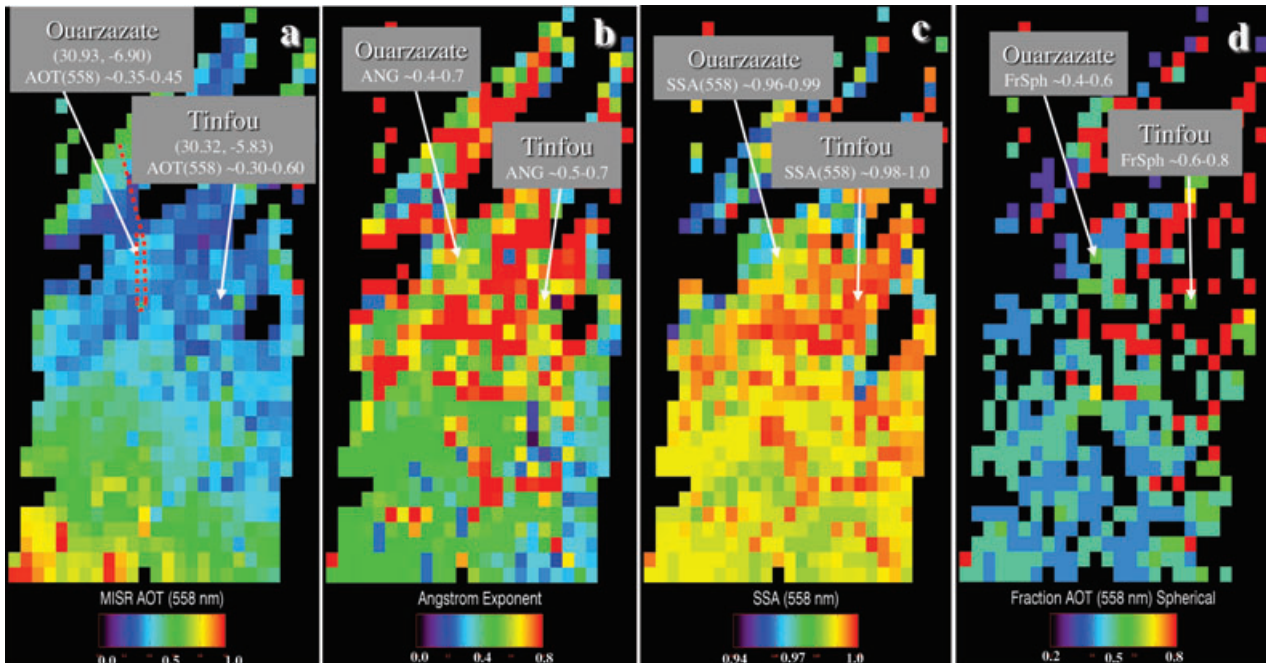 a
Ouarzazate
(30.93, -6.90)
AOT(558) ~0.35-0.45
Tinfou
(30.32, -5.83)
AOT(558) ~0.30-0.60
MISR AOT (558 nm)
0.0 0.5 1.0
b
Ouarzazate
ANG ~0.4-0.7
Tinfou
ANG ~0.5-0.7
Angstrom Exponent
0.0 0.4 0.8
c
Ouarzazate
SSA(558) ~0.96-0.99
Tinfou
SSA(558) ~0.98-1.0
SSA (558 nm)
0.94 0.97 1.0
d
Ouarzazate
FrSph ~0.4-0.6
Tinfou
FrSph ~0.6-0.8
Fraction AOT (558 nm) Spherical
0.2 0.5 0.8